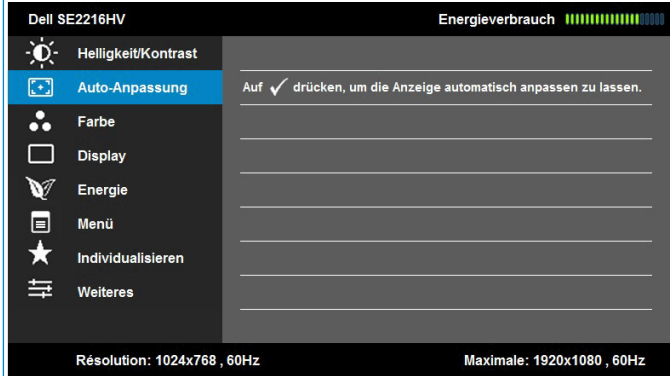 Dell SE2216HV
Energieverbrauch
Helligkeit/Kontrast
Auto-Anpassung
Auf ✓ drücken, um die Anzeige automatisch anpassen zu lassen.
Farbe
Display
Energie
Menü
Individualisieren
Weiteres
Résolution: 1024x768 , 60Hz
Maximale: 1920x1080 , 60Hz